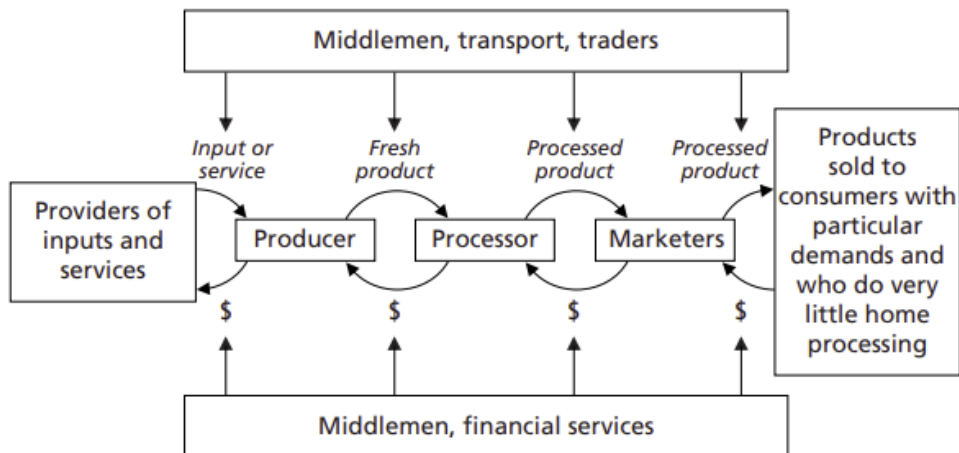 Middlemen, transport, traders
Input or
service
Fresh
product
Processed
product
Processed
product
Providers of
inputs and
services
Producer
Processor
Marketers
Products
sold to
consumers with
particular
demands and
who do very
little home
processing
$
$
$
$
Middlemen, financial services